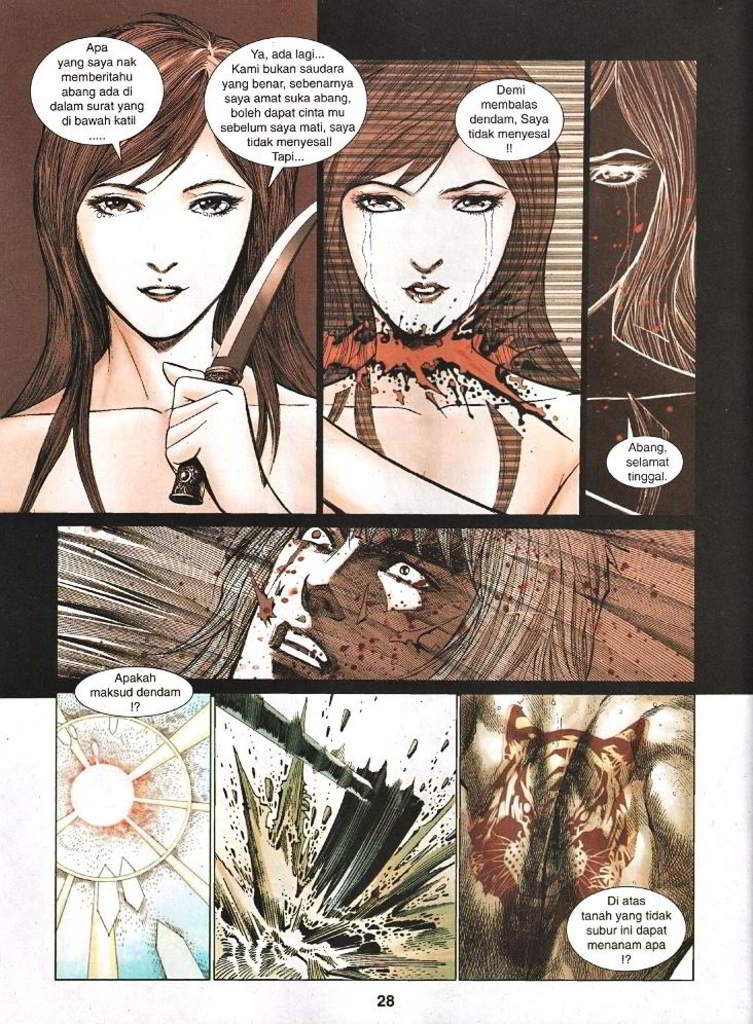 Apa
yang saya nak
memberitahu
abang ada di
dalam surat yang
di bawah katil
.....
Ya, ada lagi...
Kami bukan saudara
yang benar, sebenarnya
saya amat suka abang,
boleh dapat cinta mu
sebelum saya mati, saya
tidak menyesal!
Tapi...
Demi
membalas
dendam, Saya
tidak menyesal
!!
Abang,
selamat
tinggal.
Apakah
maksud dendam
!?
Di atas
tanah yang tidak
subur ini dapat
menanam apa
!?
28